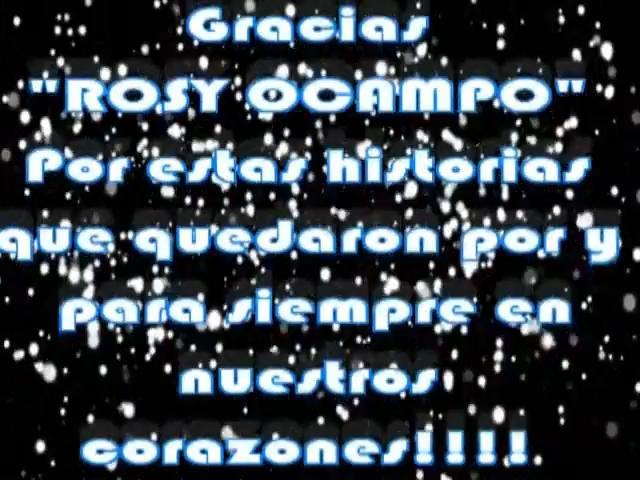 Gracias
"ROSY OCAMPO"
Por estas historias
que quedaron por y
para siempre en
nuestros
corazones!!!!